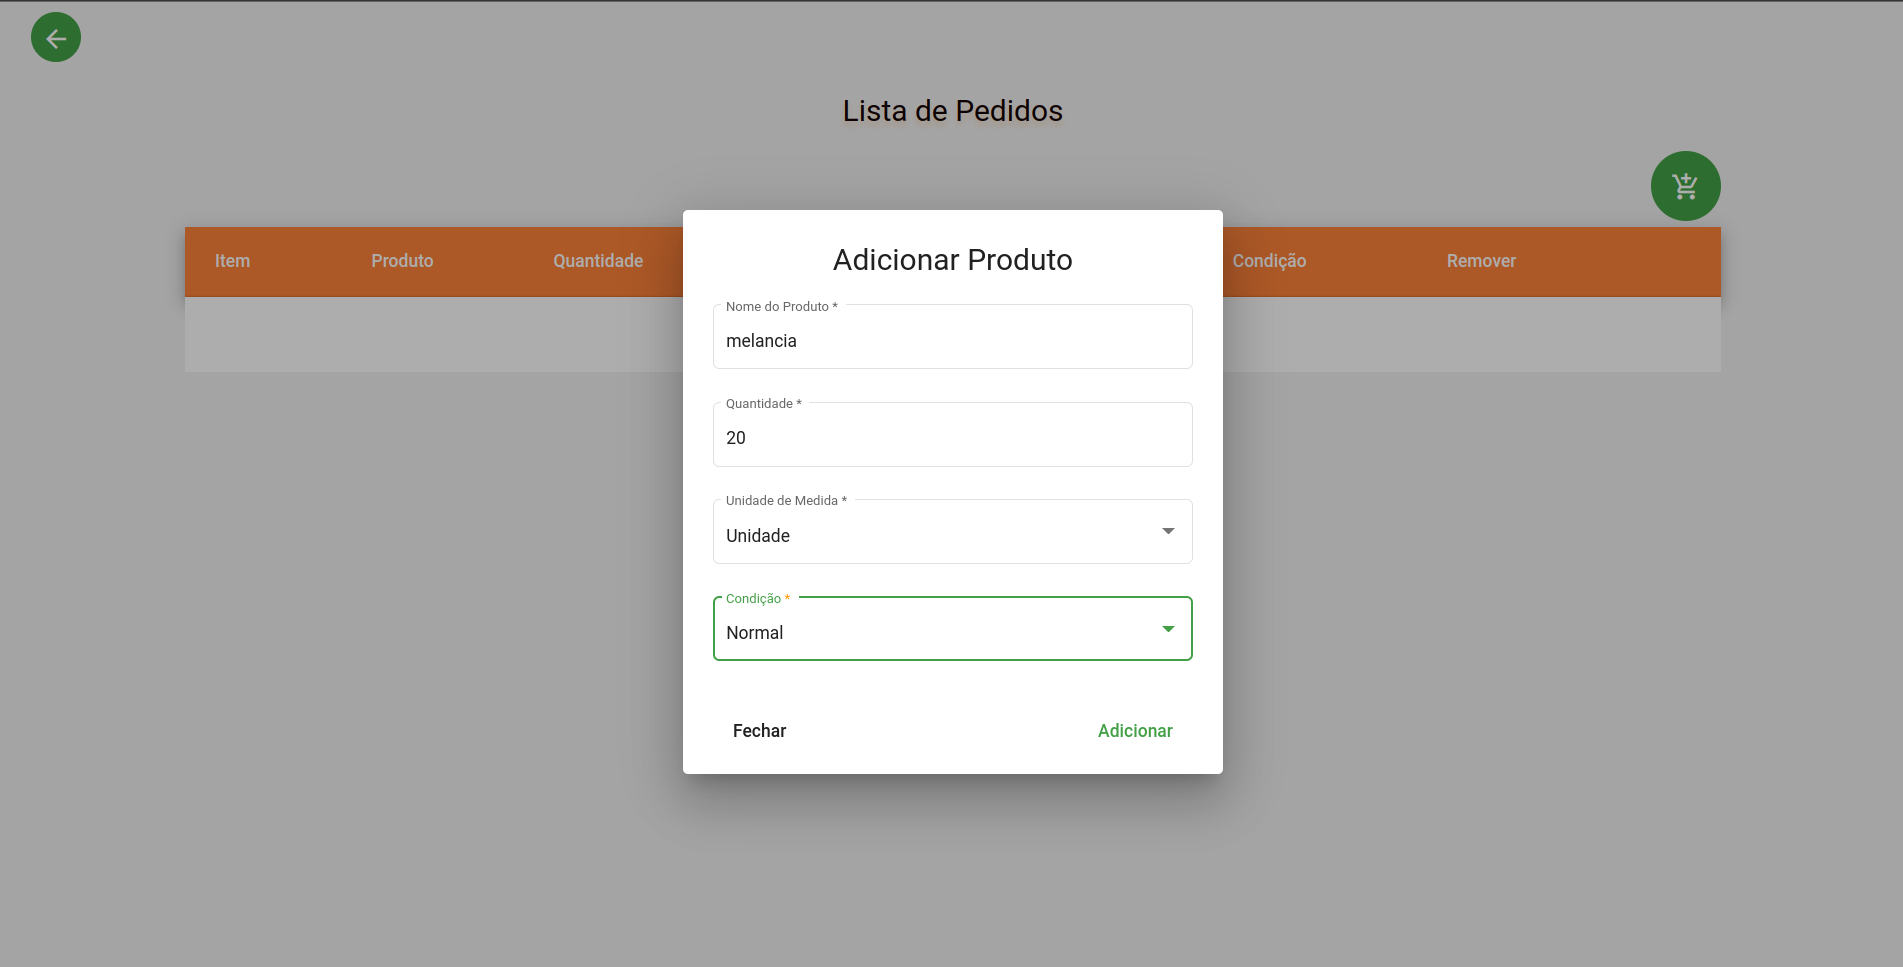 Lista de Pedidos
Item Produto Quantidade Condição Remover
Adicionar Produto
Nome do Produto *
melancia
Quantidade *
20
Unidade de Medida *
Unidade
Condição *
Normal
Fechar Adicionar